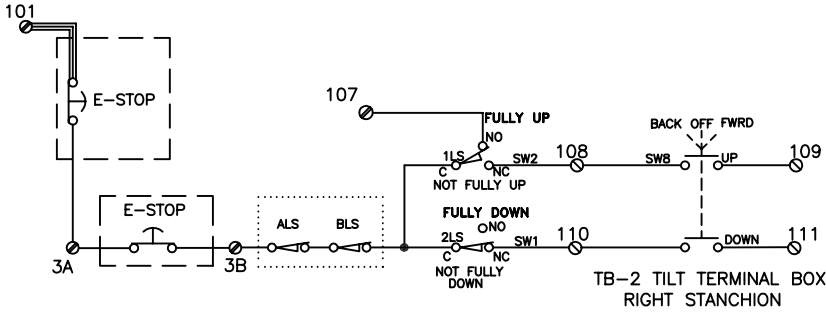 101
E-STOP
107
FULLY UP
NO
BACK OFF FWRD
1LS
SW2
108
SW8
UP
109
C
NC
NOT FULLY UP
E-STOP
ALS
BLS
FULLY DOWN
NO
2LS
SW1
110
DOWN
111
C
NC
3A
3B
NOT FULLY
DOWN
TB-2 TILT TERMINAL BOX
RIGHT STANCHION